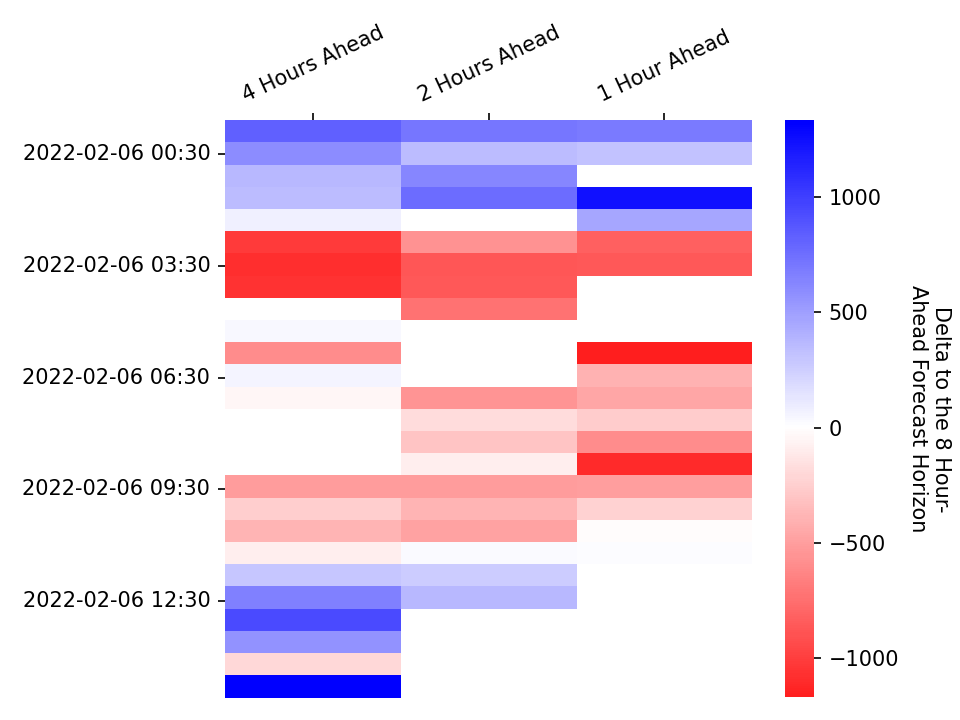 4 Hours Ahead
2 Hours Ahead
1 Hour Ahead
2022-02-06 00:30
2022-02-06 03:30
2022-02-06 06:30
2022-02-06 09:30
2022-02-06 12:30
1000
500
0
−500
−1000
Delta to the 8 Hour-
Ahead Forecast Horizon